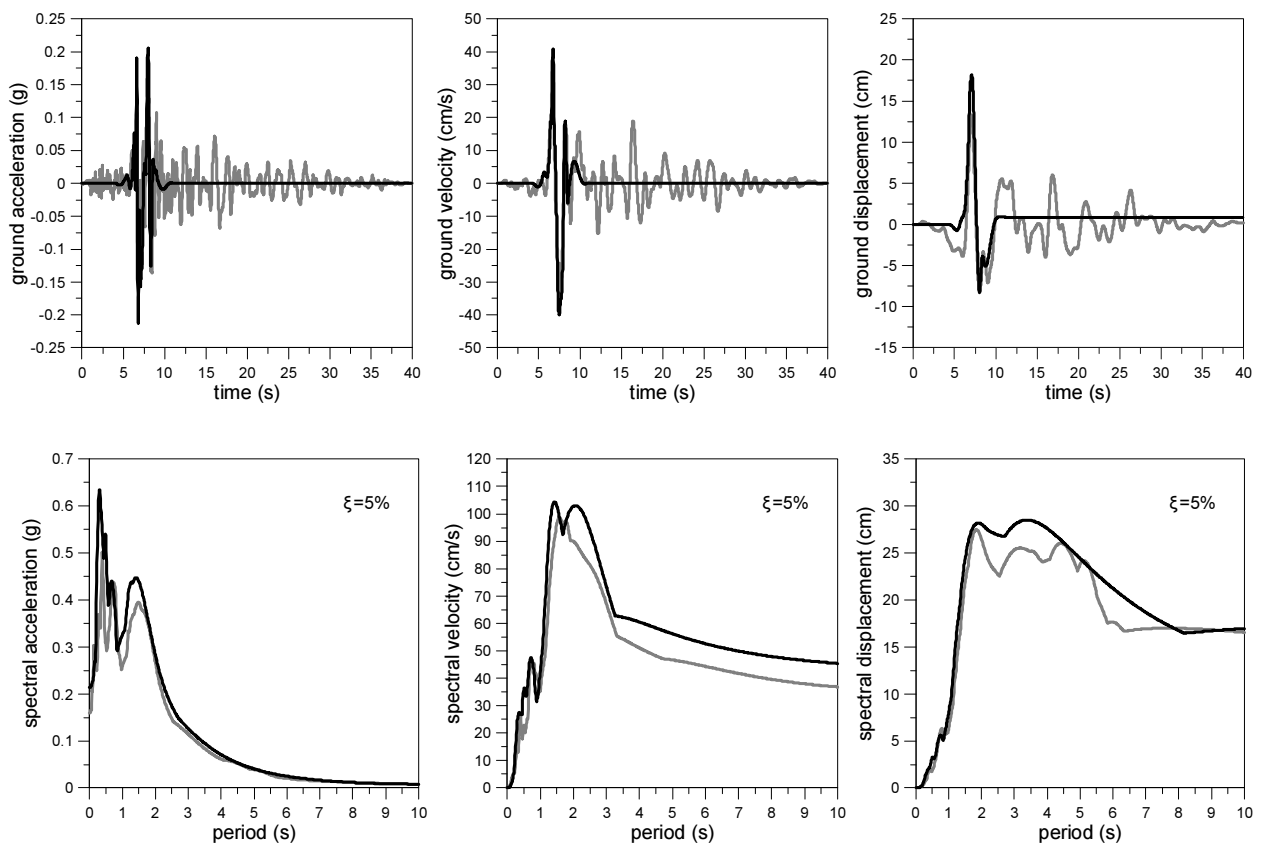 ground acceleration (g)
0.25
0.2
0.15
0.1
0.05
0
-0.05
-0.1
-0.15
-0.2
-0.25
0 5 10 15 20 25 30 35 40
time (s)
ground velocity (cm/s)
50
40
30
20
10
0
-10
-20
-30
-40
-50
0 5 10 15 20 25 30 35 40
time (s)
ground displacement (cm)
25
20
15
10
5
0
-5
-10
-15
0 5 10 15 20 25 30 35 40
time (s)
spectral acceleration (g)
0.7
0.6
0.5
0.4
0.3
0.2
0.1
0
ξ=5%
0 1 2 3 4 5 6 7 8 9 10
period (s)
spectral velocity (cm/s)
120
110
100
90
80
70
60
50
40
30
20
10
0
ξ=5%
0 1 2 3 4 5 6 7 8 9 10
period (s)
spectral displacement (cm)
35
30
25
20
15
10
5
0
ξ=5%
0 1 2 3 4 5 6 7 8 9 10
period (s)